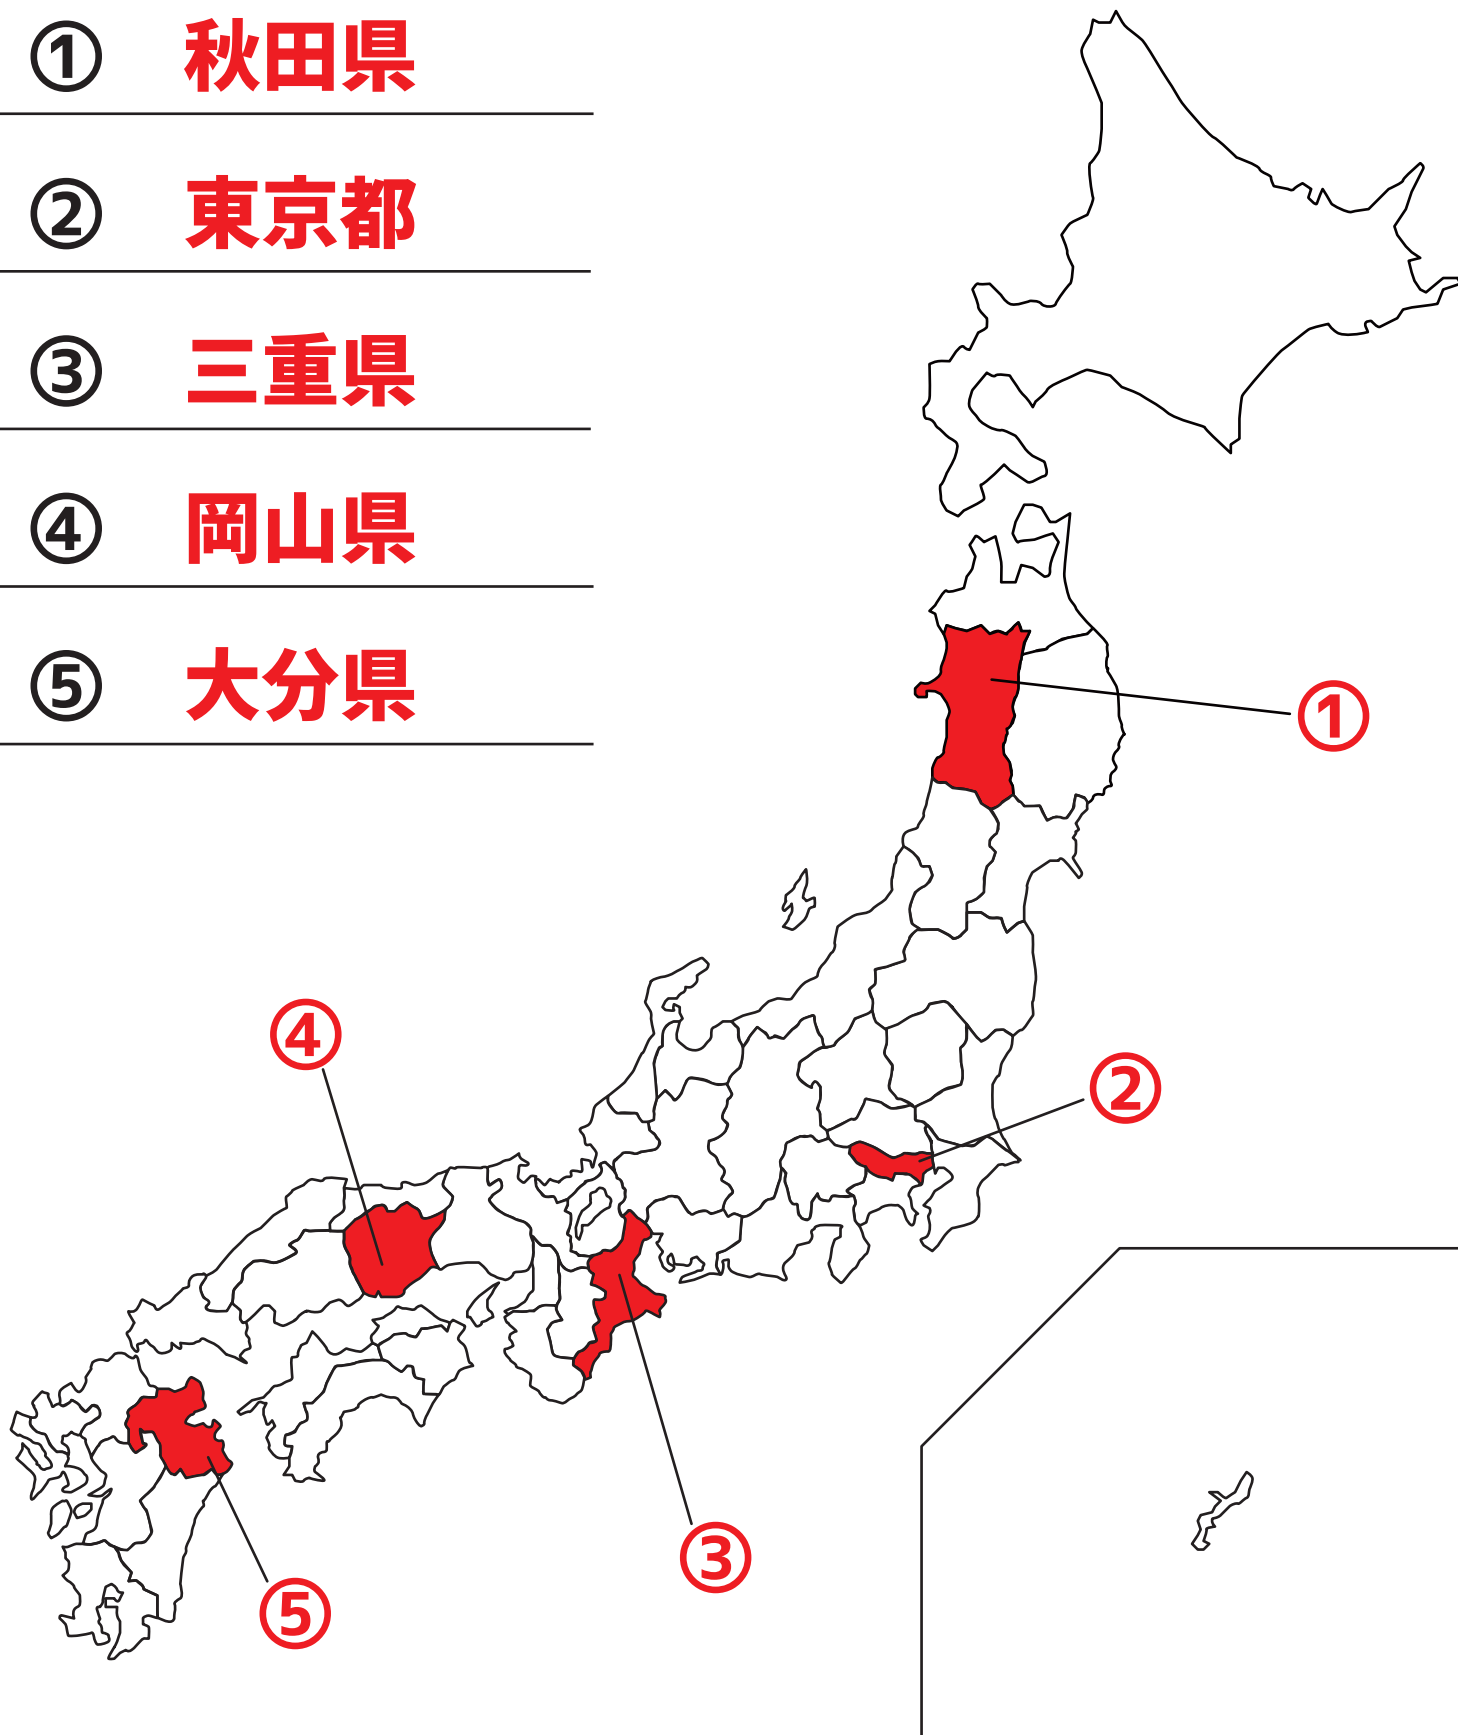 ① 秋田県
② 東京都
③ 三重県
④ 岡山県
⑤ 大分県
①
④
②
③
⑤